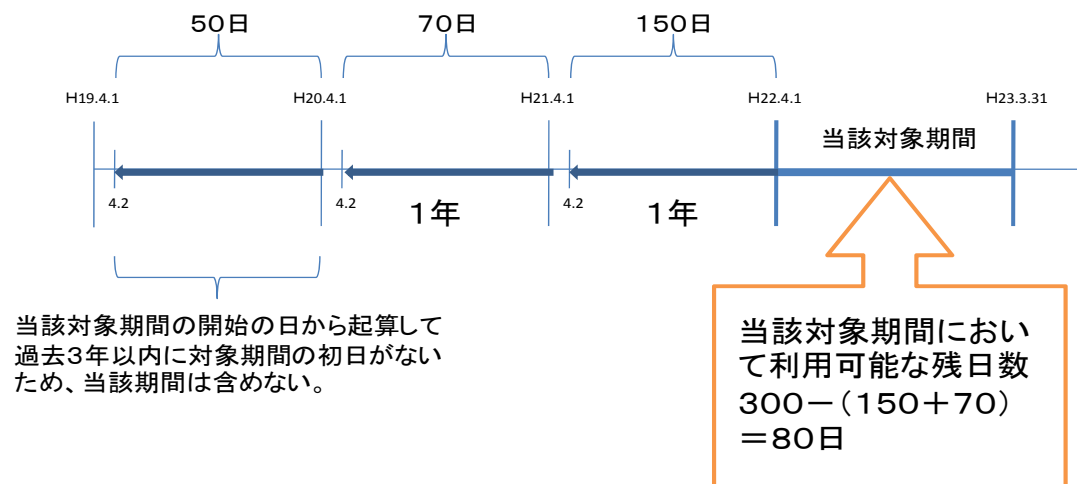 50日 70日 150日
H19.4.1 H20.4.1 H21.4.1 H22.4.1 H23.3.31
当該対象期間
4.2 4.2 4.2
1年 1年
当該対象期間の開始の日から起算して
過去3年以内に対象期間の初日がない
ため、当該期間は含めない。
当該対象期間におい
て利用可能な残日数
300-(150+70)
=80日